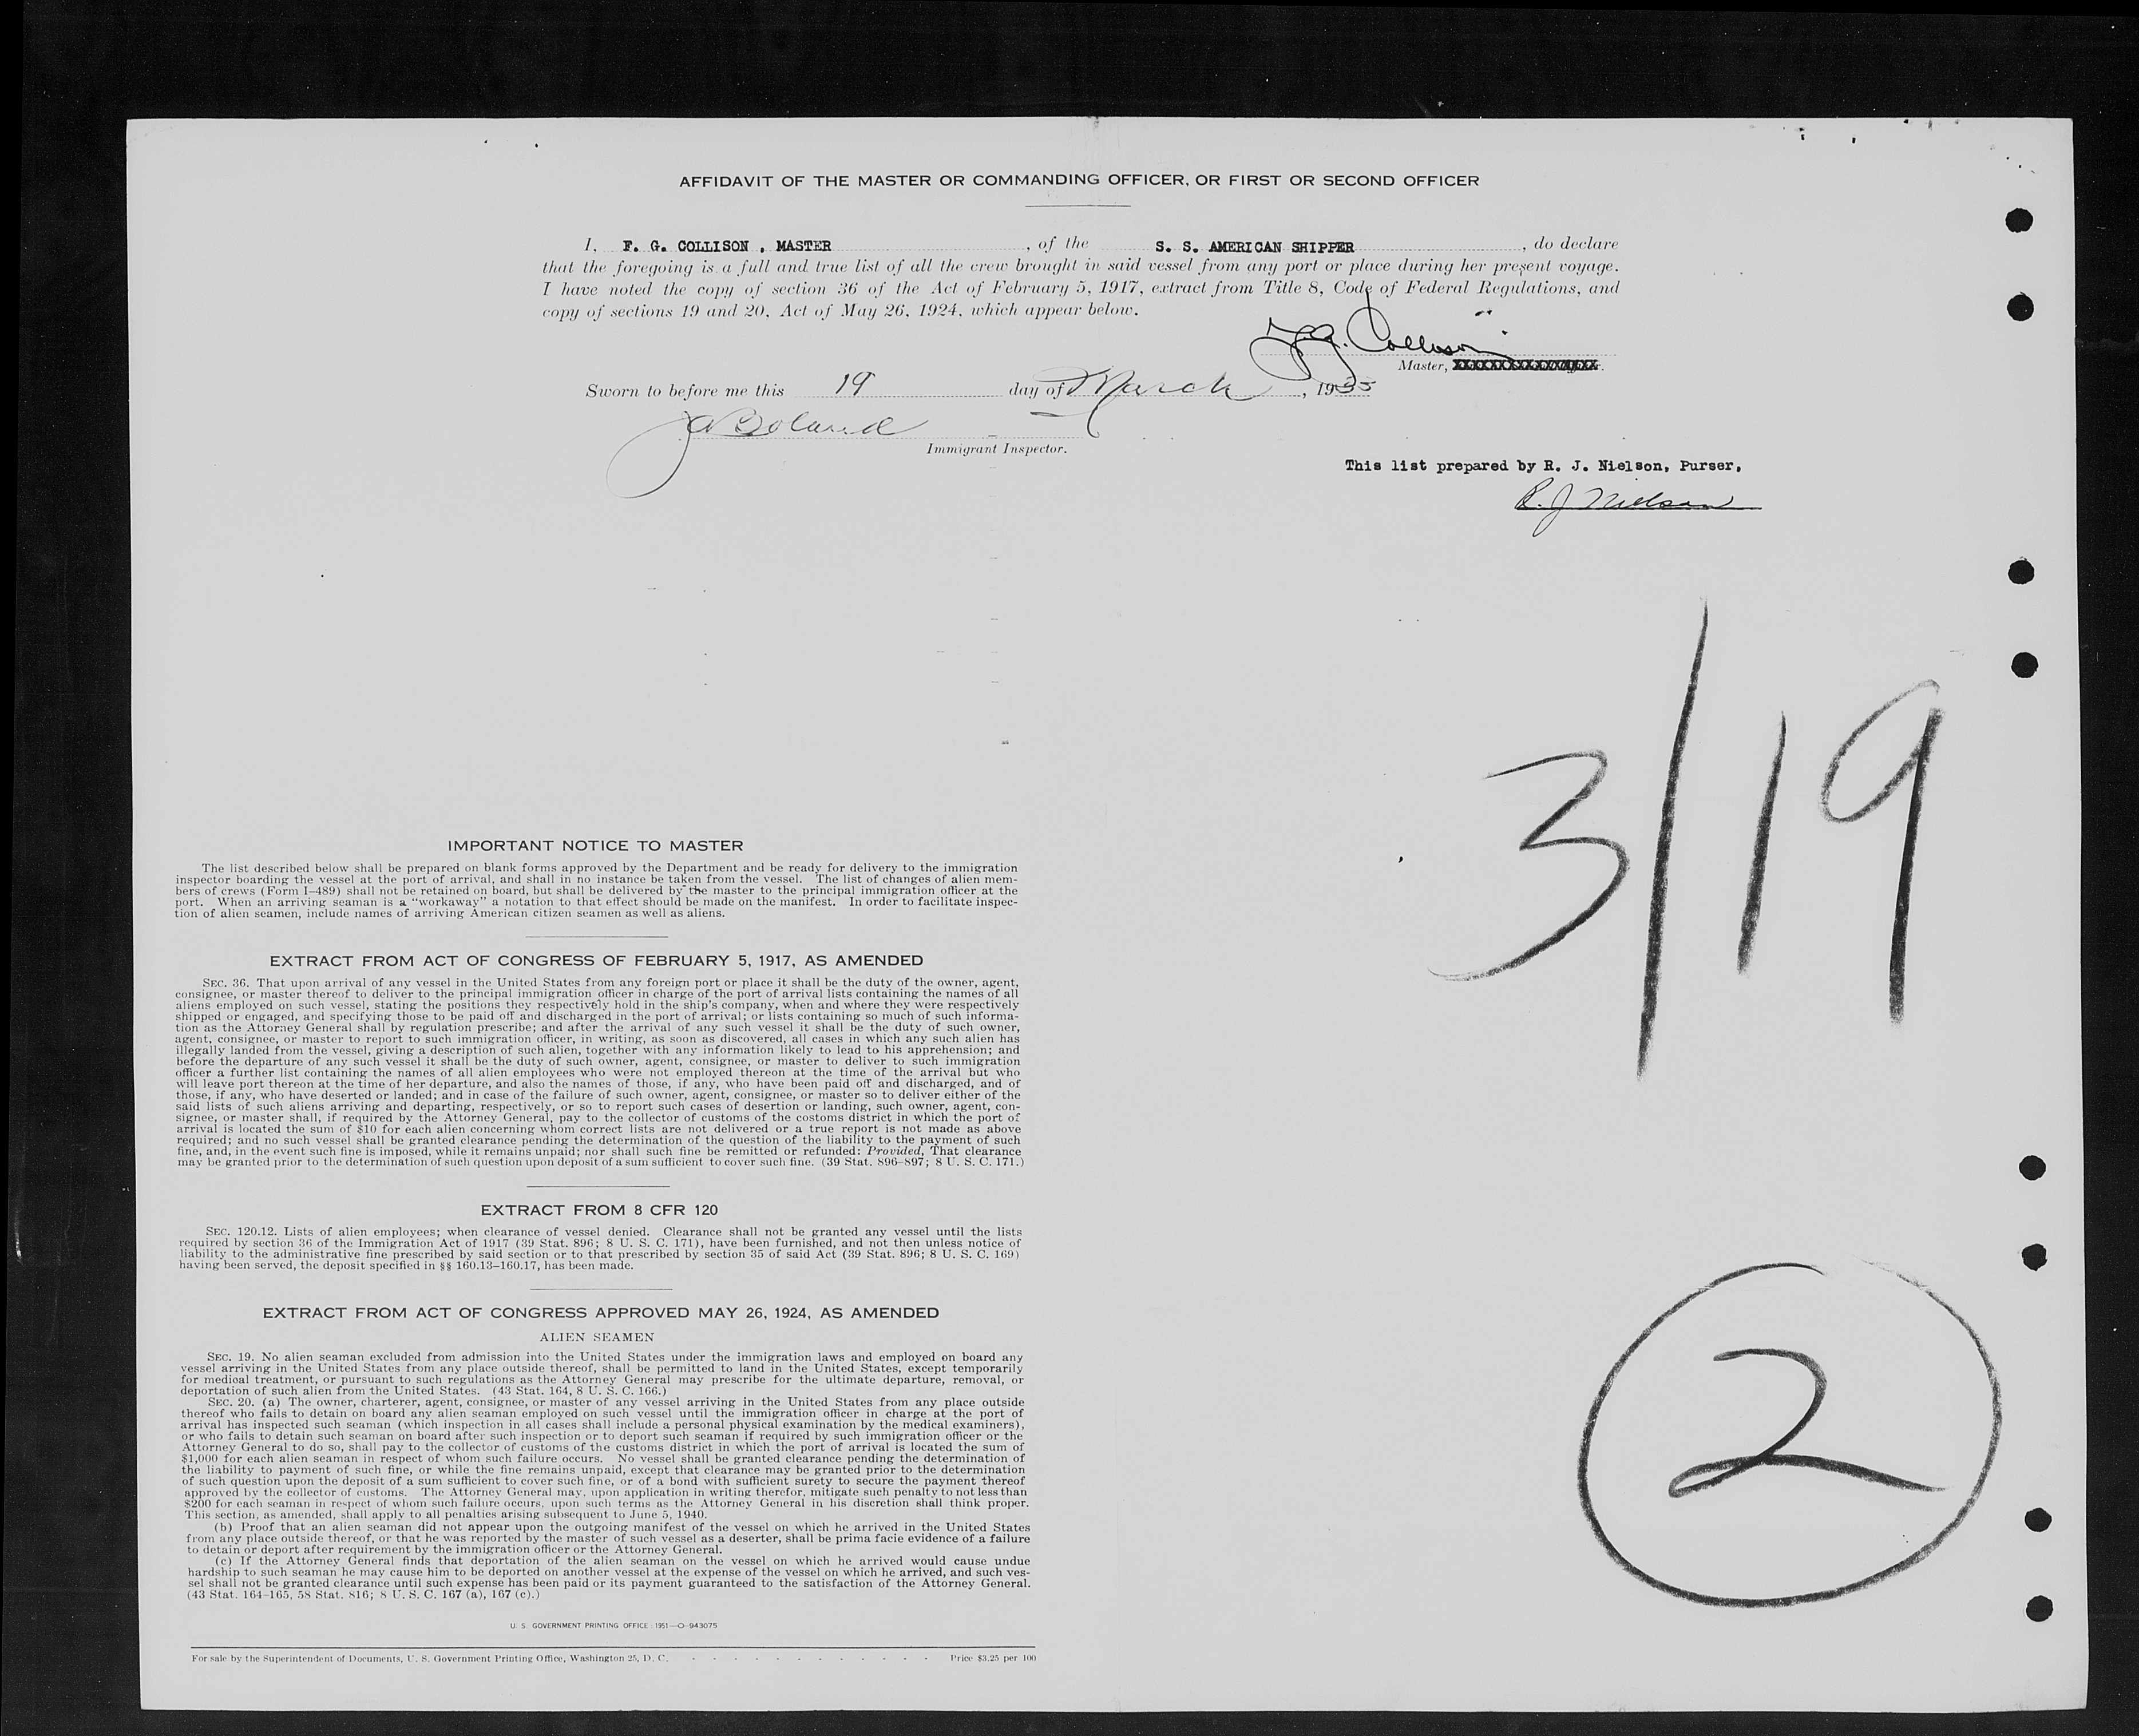 AFFIDAVIT OF THE MASTER OR COMMANDING OFFICER, OR FIRST OR SECOND OFFICER
I, F. G. COLLISON , MASTER , of the S. S. AMERICAN SHIPPER , do declare
that the foregoing is a full and true list of all the crew brought in said vessel from any port or place during her present voyage.
I have noted the copy of section 36 of the Act of February 5, 1917, extract from Title 8, Code of Federal Regulations, and
copy of sections 19 and 20, Act of May 26, 1924, which appear below.
F.G. Collison
Master,
Sworn to before me this 19 day of March , 1955
Boland
Immigrant Inspector.
This list prepared by R. J. Nielson, Purser,
R. J Nielson
3/19
2
IMPORTANT NOTICE TO MASTER
The list described below shall be prepared on blank forms approved by the Department and be ready for delivery to the immigration
inspector boarding the vessel at the port of arrival, and shall in no instance be taken from the vessel. The list of changes of alien mem-
bers of crews (Form I–489) shall not be retained on board, but shall be delivered by the master to the principal immigration officer at the
port. When an arriving seaman is a “workaway” a notation to that effect should be made on the manifest. In order to facilitate inspec-
tion of alien seamen, include names of arriving American citizen seamen as well as aliens.
EXTRACT FROM ACT OF CONGRESS OF FEBRUARY 5, 1917, AS AMENDED
SEC. 36. That upon arrival of any vessel in the United States from any foreign port or place it shall be the duty of the owner, agent,
consignee, or master thereof to deliver to the principal immigration officer in charge of the port of arrival lists containing the names of all
aliens employed on such vessel, stating the positions they respectively hold in the ship's company, when and where they were respectively
shipped or engaged, and specifying those to be paid off and discharged in the port of arrival; or lists containing so much of such informa-
tion as the Attorney General shall by regulation prescribe; and after the arrival of any such vessel it shall be the duty of such owner,
agent, consignee, or master to report to such immigration officer, in writing, as soon as discovered, all cases in which any such alien has
illegally landed from the vessel, giving a description of such alien, together with any information likely to lead to his apprehension; and
before the departure of any such vessel it shall be the duty of such owner, agent, consignee, or master to deliver to such immigration
officer a further list containing the names of all alien employees who were not employed thereon at the time of the arrival but who
will leave port thereon at the time of her departure, and also the names of those, if any, who have been paid off and discharged, and of
those, if any, who have deserted or landed; and in case of the failure of such owner, agent, consignee, or master so to deliver either of the
said lists of such aliens arriving and departing, respectively, or so to report such cases of desertion or landing, such owner, agent, con-
signee, or master shall, if required by the Attorney General, pay to the collector of customs of the costoms district in which the port of
arrival is located the sum of $10 for each alien concerning whom correct lists are not delivered or a true report is not made as above
required; and no such vessel shall be granted clearance pending the determination of the question of the liability to the payment of such
fine, and, in the event such fine is imposed, while it remains unpaid; nor shall such fine be remitted or refunded: Provided, That clearance
may be granted prior to the determination of such question upon deposit of a sum sufficient to cover such fine. (39 Stat. 896–897; 8 U. S. C. 171.)
EXTRACT FROM 8 CFR 120
SEC. 120.12. Lists of alien employees; when clearance of vessel denied. Clearance shall not be granted any vessel until the lists
required by section 36 of the Immigration Act of 1917 (39 Stat. 896; 8 U. S. C. 171), have been furnished, and not then unless notice of
liability to the administrative fine prescribed by said section or to that prescribed by section 35 of said Act (39 Stat. 896; 8 U. S. C. 169)
having been served, the deposit specified in §§ 160.13–160.17, has been made.
EXTRACT FROM ACT OF CONGRESS APPROVED MAY 26, 1924, AS AMENDED
ALIEN SEAMEN
SEC. 19. No alien seaman excluded from admission into the United States under the immigration laws and employed on board any
vessel arriving in the United States from any place outside thereof, shall be permitted to land in the United States, except temporarily
for medical treatment, or pursuant to such regulations as the Attorney General may prescribe for the ultimate departure, removal, or
deportation of such alien from the United States. (43 Stat. 164, 8 U. S. C. 166.)
SEC. 20. (a) The owner, charterer, agent, consignee, or master of any vessel arriving in the United States from any place outside
thereof who fails to detain on board any alien seaman employed on such vessel until the immigration officer in charge at the port of
arrival has inspected such seaman (which inspection in all cases shall include a personal physical examination by the medical examiners),
or who fails to detain such seaman on board after such inspection or to deport such seaman if required by such immigration officer or the
Attorney General to do so, shall pay to the collector of customs of the customs district in which the port of arrival is located the sum of
$1,000 for each alien seaman in respect of whom such failure occurs. No vessel shall be granted clearance pending the determination of
the liability to payment of such fine, or while the fine remains unpaid, except that clearance may be granted prior to the determination
of such question upon the deposit of a sum sufficient to cover such fine, or of a bond with sufficient surety to secure the payment thereof
approved by the collector of customs. The Attorney General may, upon application in writing therefor, mitigate such penalty to not less than
$200 for each seaman in respect of whom such failure occurs, upon such terms as the Attorney General in his discretion shall think proper.
This section, as amended, shall apply to all penalties arising subsequent to June 5, 1940.
(b) Proof that an alien seaman did not appear upon the outgoing manifest of the vessel on which he arrived in the United States
from any place outside thereof, or that he was reported by the master of such vessel as a deserter, shall be prima facie evidence of a failure
to detain or deport after requirement by the immigration officer or the Attorney General.
(c) If the Attorney General finds that deportation of the alien seaman on the vessel on which he arrived would cause undue
hardship to such seaman he may cause him to be deported on another vessel at the expense of the vessel on which he arrived, and such ves-
sel shall not be granted clearance until such expense has been paid or its payment guaranteed to the satisfaction of the Attorney General.
(43 Stat. 164–165, 58 Stat. 816; 8 U. S. C. 167 (a), 167 (c).)
U. S. GOVERNMENT PRINTING OFFICE 1951—O–943075
For sale by the Superintendent of Documents, U. S. Government Printing Office, Washington 25, D. C. - - - - - - - - - - - Price $3.25 per 100